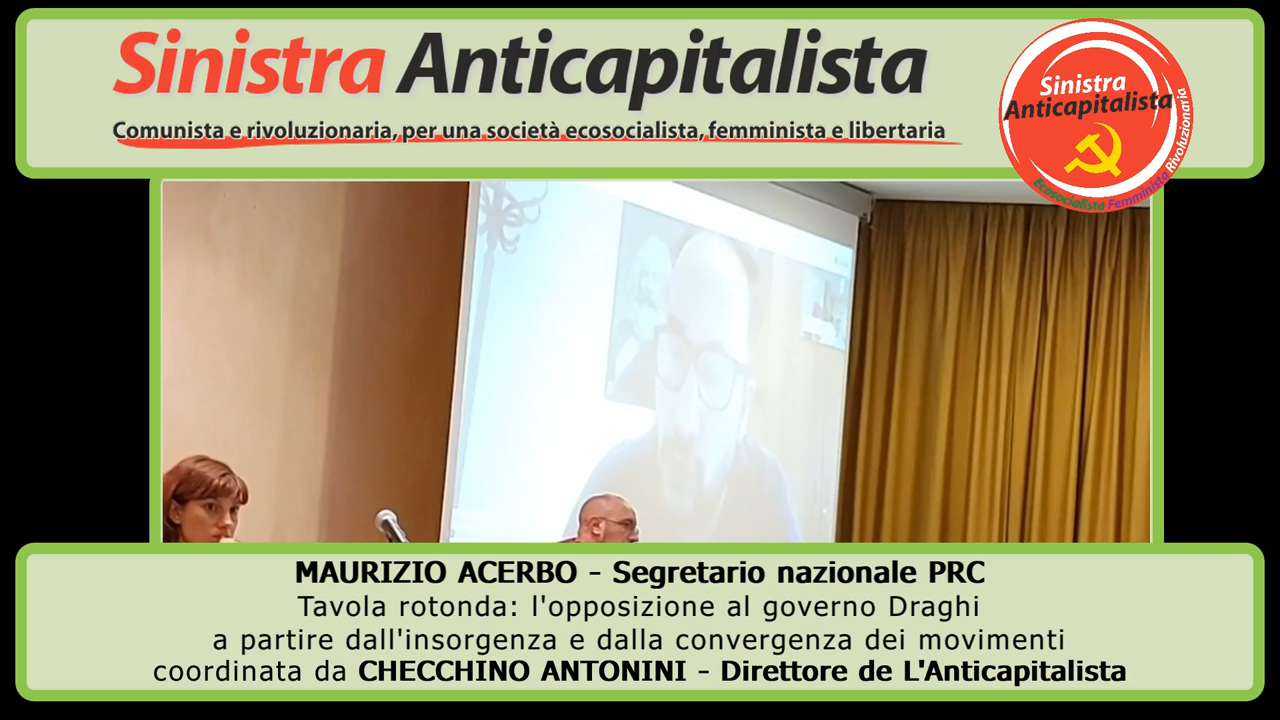 Sinistra Anticapitalista
Comunista e rivoluzionaria, per una società ecosocialista, femminista e libertaria
Sinistra
Anticapitalista
Ecosocialista Femminista Rivoluzionaria
MAURIZIO ACERBO - Segretario nazionale PRC
Tavola rotonda: l'opposizione al governo Draghi
a partire dall'insorgenza e dalla convergenza dei movimenti
coordinata da CHECCHINO ANTONINI - Direttore de L'Anticapitalista